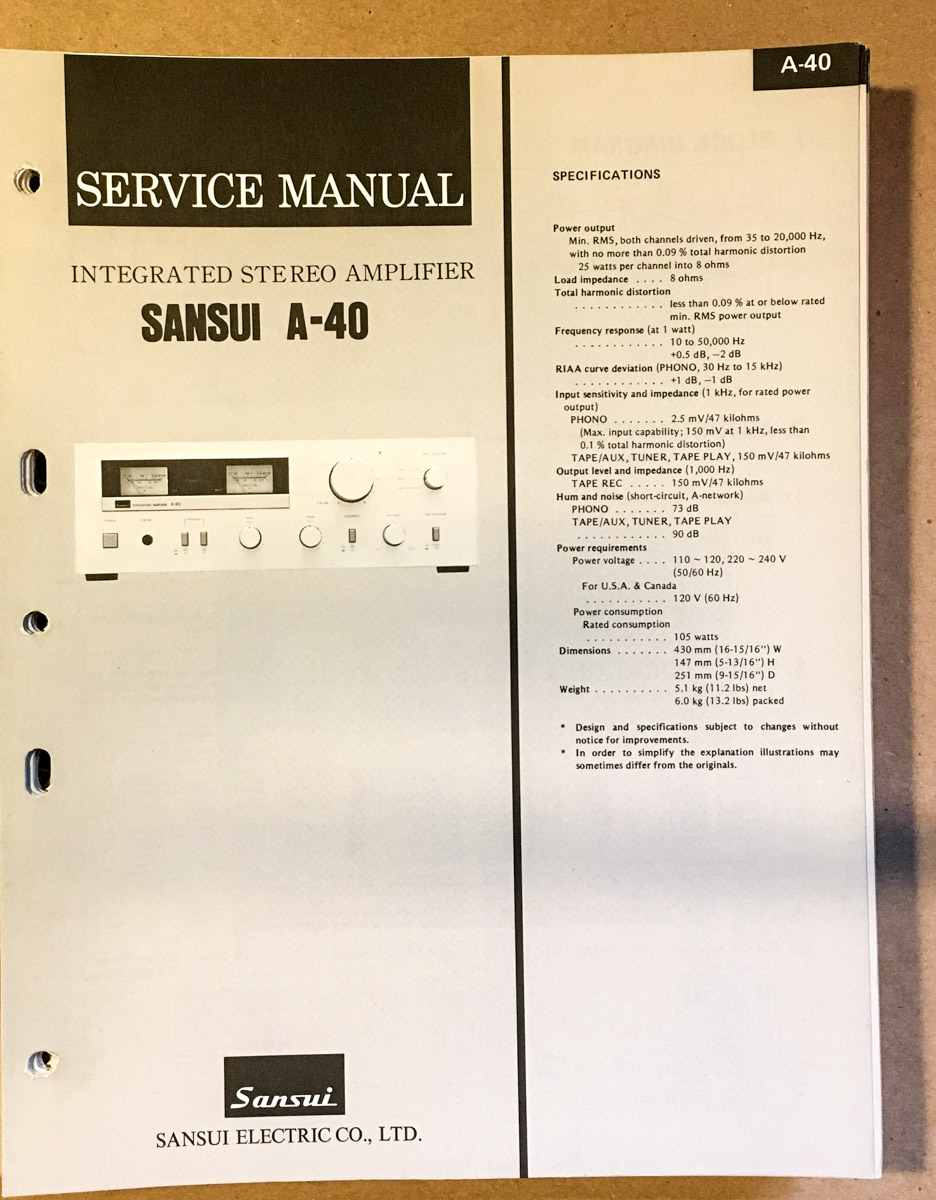 SERVICE MANUAL
INTEGRATED STEREO AMPLIFIER
SANSUI A-40
Sansui
SANSUI ELECTRIC CO., LTD.
A-40
SPECIFICATIONS
Power output
Min. RMS, both channels driven, from 35 to 20,000 Hz,
with no more than 0.09 % total harmonic distortion
25 watts per channel into 8 ohms
Load impedance . . . . 8 ohms
Total harmonic distortion
. . . . . . . . . . . . less than 0.09 % at or below rated
min. RMS power output
Frequency response (at 1 watt)
. . . . . . . . . . . . 10 to 50,000 Hz
+0.5 dB, −2 dB
RIAA curve deviation (PHONO, 30 Hz to 15 kHz)
. . . . . . . . . . . . +1 dB, −1 dB
Input sensitivity and impedance (1 kHz, for rated power
output)
PHONO . . . . . . . 2.5 mV/47 kilohms
(Max. input capability; 150 mV at 1 kHz, less than
0.1 % total harmonic distortion)
TAPE/AUX, TUNER, TAPE PLAY, 150 mV/47 kilohms
Output level and impedance (1,000 Hz)
TAPE REC . . . . . 150 mV/47 kilohms
Hum and noise (short-circuit, A-network)
PHONO . . . . . . . 73 dB
TAPE/AUX, TUNER, TAPE PLAY
. . . . . . . . . . . . 90 dB
Power requirements
Power voltage . . . . 110 ~ 120, 220 ~ 240 V
(50/60 Hz)
For U.S.A. & Canada
. . . . . . . . . . . 120 V (60 Hz)
Power consumption
Rated consumption
. . . . . . . . . . . 105 watts
Dimensions . . . . . . . 430 mm (16-15/16") W
147 mm (5-13/16") H
251 mm (9-15/16") D
Weight . . . . . . . . . . 5.1 kg (11.2 lbs) net
6.0 kg (13.2 lbs) packed
* Design and specifications subject to changes without
notice for improvements.
* In order to simplify the explanation illustrations may
sometimes differ from the originals.